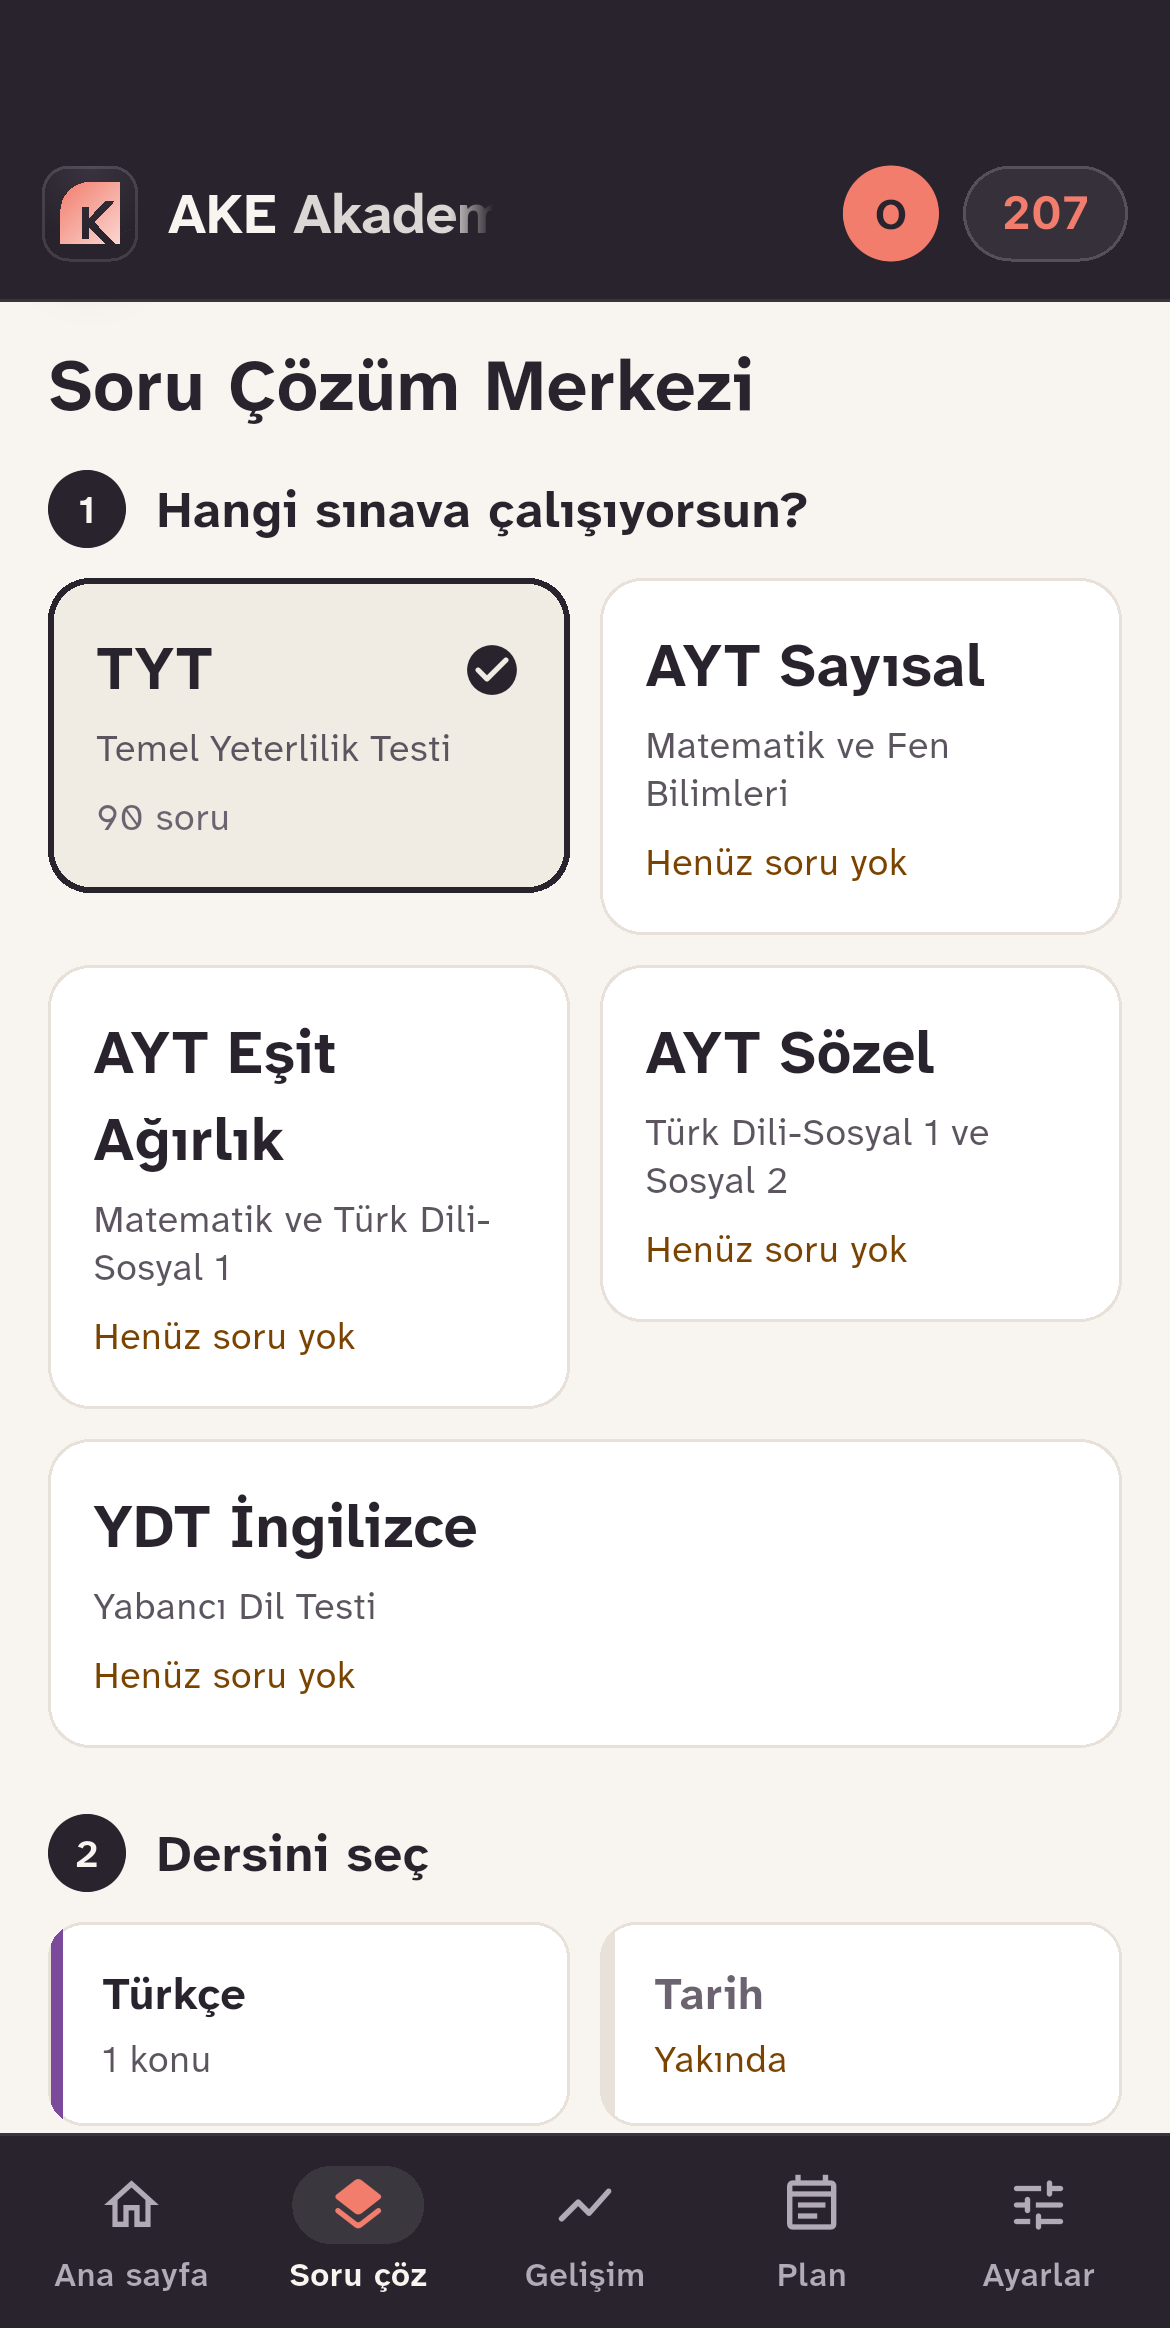 AKE Akadem
O
207
Soru Çözüm Merkezi
1 Hangi sınava çalışıyorsun?
TYT
Temel Yeterlilik Testi
90 soru
AYT Sayısal
Matematik ve Fen
Bilimleri
Henüz soru yok
AYT Eşit
Ağırlık
Matematik ve Türk Dili-
Sosyal 1
Henüz soru yok
AYT Sözel
Türk Dili-Sosyal 1 ve
Sosyal 2
Henüz soru yok
YDT İngilizce
Yabancı Dil Testi
Henüz soru yok
2 Dersini seç
Türkçe
1 konu
Tarih
Yakında
Ana sayfa
Soru çöz
Gelişim
Plan
Ayarlar